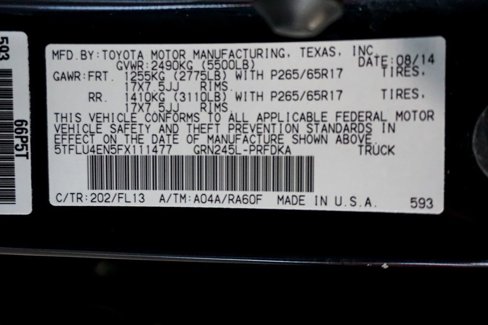 MFD.BY:TOYOTA MOTOR MANUFACTURING, TEXAS, INC.
GVWR:2490KG (5500LB) DATE:08/14
GAWR:FRT. 1255KG (2775LB) WITH P265/65R17 TIRES,
17X7.5JJ RIMS.
RR. 1410KG (3110LB) WITH P265/65R17 TIRES,
17X7.5JJ RIMS.
THIS VEHICLE CONFORMS TO ALL APPLICABLE FEDERAL MOTOR
VEHICLE SAFETY AND THEFT PREVENTION STANDARDS IN
EFFECT ON THE DATE OF MANUFACTURE SHOWN ABOVE.
5TFLU4EN5FX111477 GRN245L-PRFDKA TRUCK
C/TR:202/FL13 A/TM:A04A/RA60F MADE IN U.S.A. 593
593
66P5T